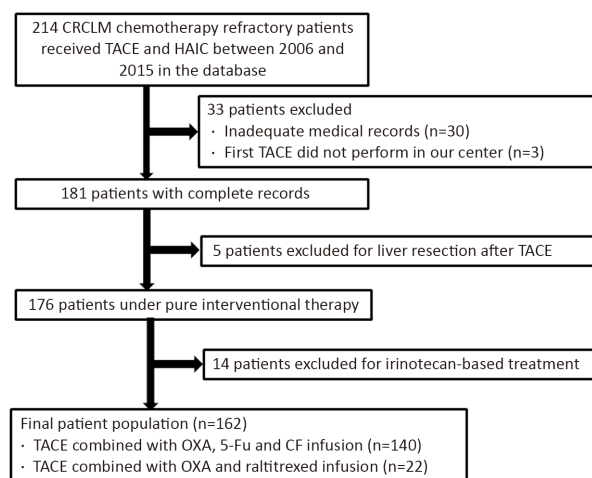 214 CRCLM chemotherapy refractory patients
received TACE and HAIC between 2006 and
2015 in the database
33 patients excluded
· Inadequate medical records (n=30)
· First TACE did not perform in our center (n=3)
181 patients with complete records
5 patients excluded for liver resection after TACE
176 patients under pure interventional therapy
14 patients excluded for irinotecan-based treatment
Final patient population (n=162)
· TACE combined with OXA, 5-Fu and CF infusion (n=140)
· TACE combined with OXA and raltitrexed infusion (n=22)